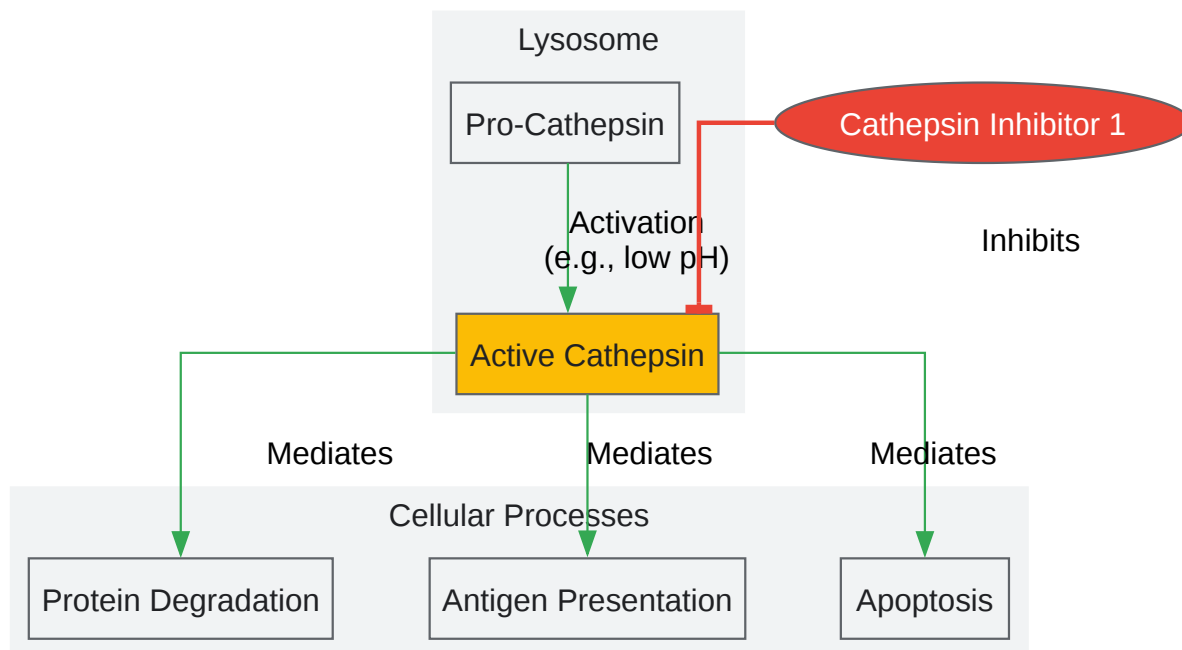 Lysosome
Pro-Cathepsin
Cathepsin Inhibitor 1
Activation
(e.g., low pH)
Inhibits
Active Cathepsin
Mediates
Mediates
Mediates
Cellular Processes
Protein Degradation
Antigen Presentation
Apoptosis